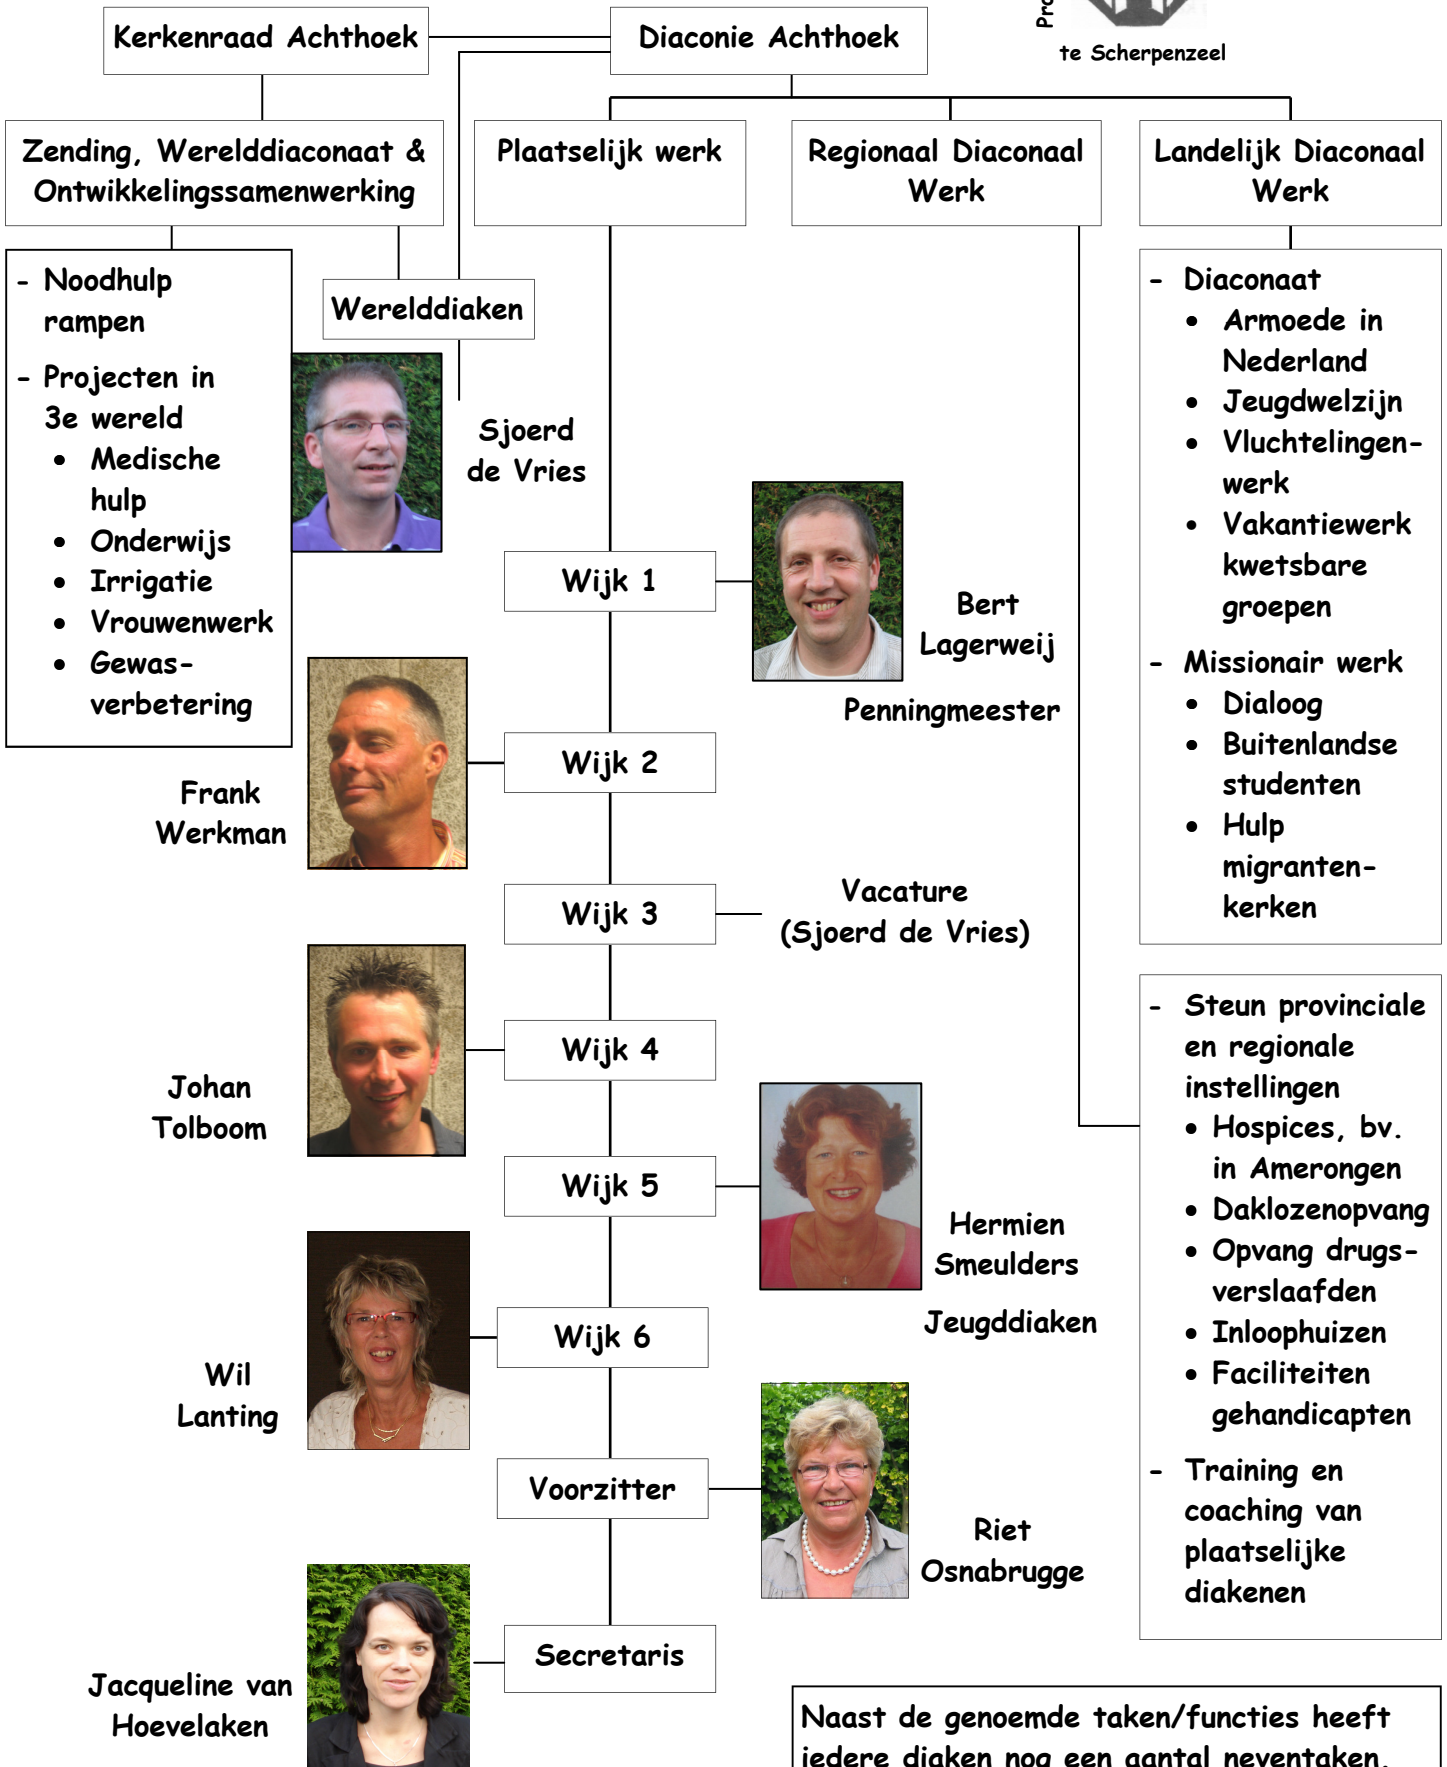 te Scherpenzeel
Kerkenraad Achthoek
Diaconie Achthoek
Zending, Werelddiaconaat &
Ontwikkelingssamenwerking
Plaatselijk werk
Regionaal Diaconaal
Werk
Landelijk Diaconaal
Werk
- Noodhulp
rampen
- Projecten in
3e wereld
• Medische
hulp
• Onderwijs
• Irrigatie
• Vrouwenwerk
• Gewas-
verbetering
Werelddiaken
Sjoerd
de Vries
Wijk 1
Bert
Lagerweij
Penningmeester
Wijk 2
Frank
Werkman
Wijk 3
Vacature
(Sjoerd de Vries)
Wijk 4
Johan
Tolboom
Wijk 5
Hermien
Smeulders
Jeugddiaken
Wijk 6
Wil
Lanting
Voorzitter
Riet
Osnabrugge
Secretaris
Jacqueline van
Hoevelaken
- Diaconaat
• Armoede in
Nederland
• Jeugdwelzijn
• Vluchtelingen-
werk
• Vakantiewerk
kwetsbare
groepen
- Missionair werk
• Dialoog
• Buitenlandse
studenten
• Hulp
migranten-
kerken
- Steun provinciale
en regionale
instellingen
• Hospices, bv.
in Amerongen
• Daklozenopvang
• Opvang drugs-
verslaafden
• Inloophuizen
• Faciliteiten
gehandicapten
- Training en
coaching van
plaatselijke
diakenen
Naast de genoemde taken/functies heeft
iedere diaken nog een aantal neventaken.